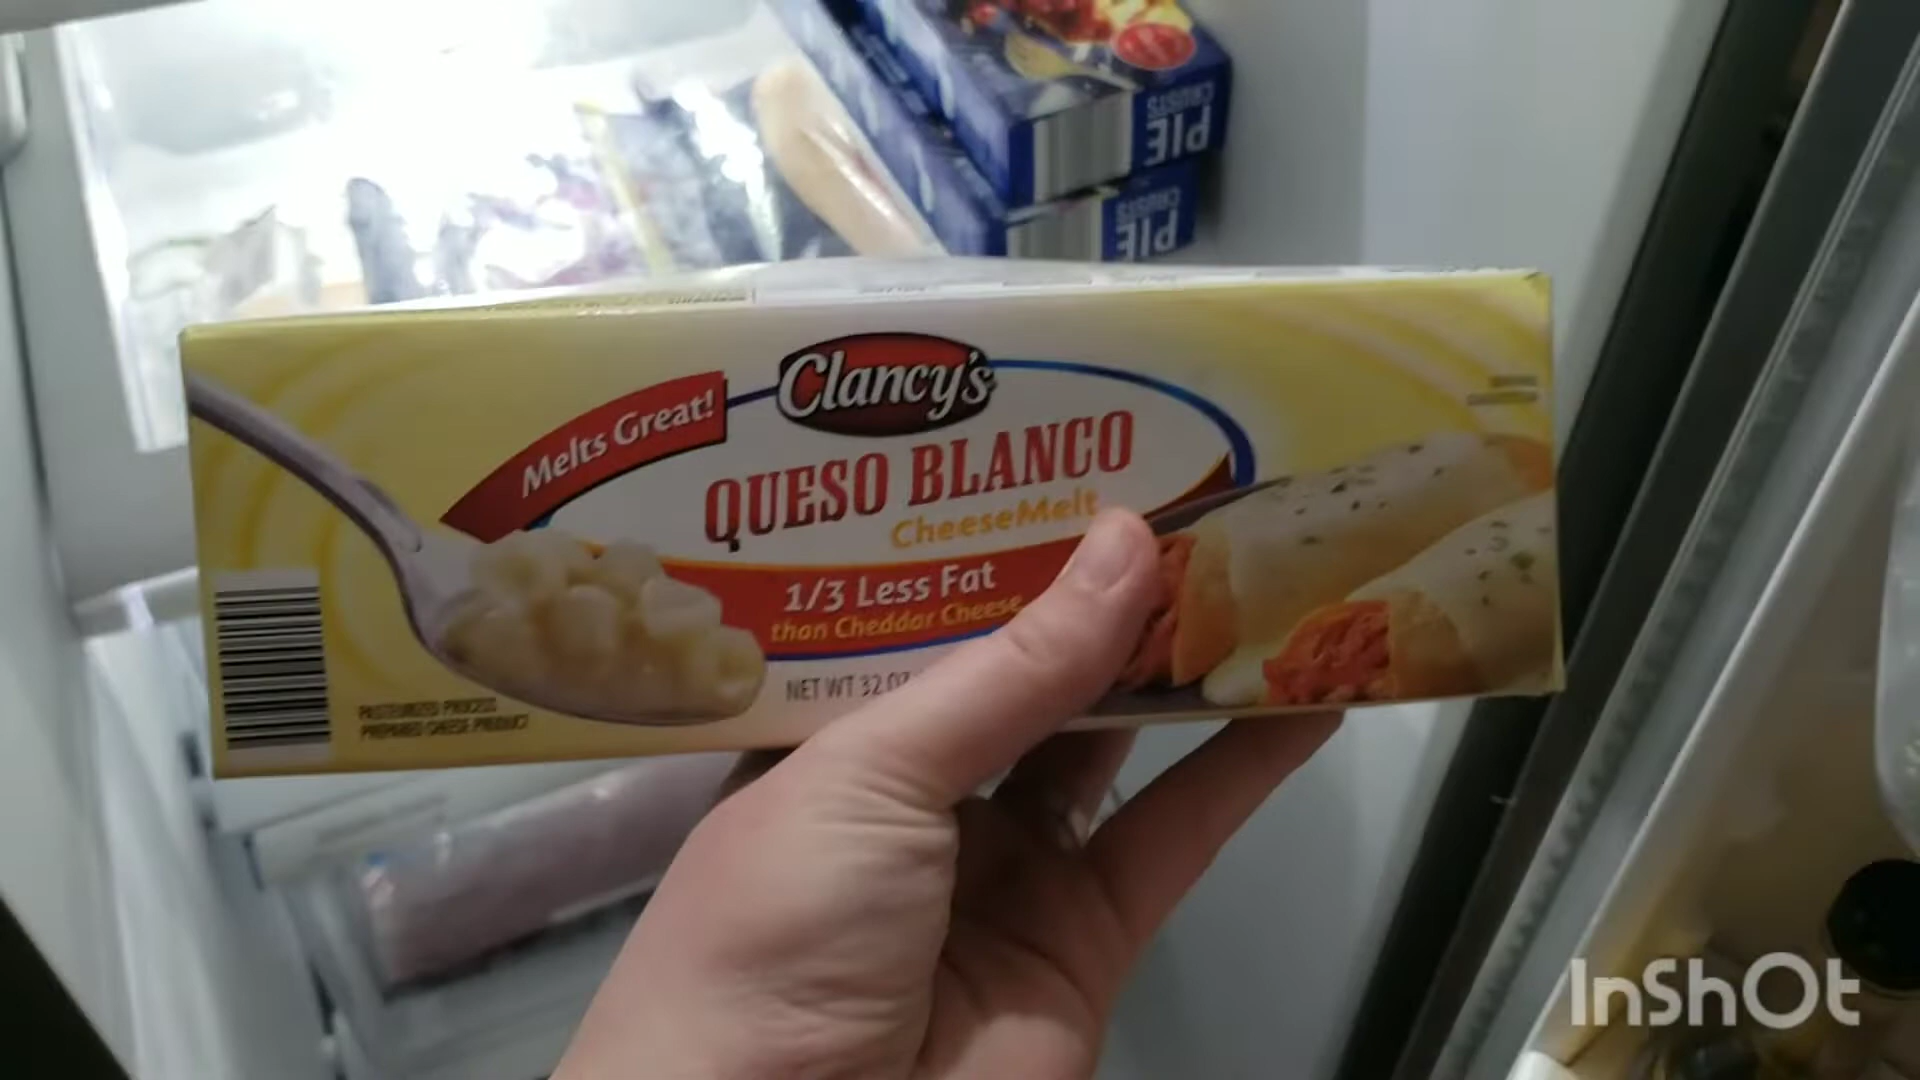 PIE
CRUSTS
PIE
CRUSTS
Clancy's
Melts Great!
QUESO BLANCO
CheeseMelt
1/3 Less Fat
than Cheddar Cheese
NET WT 32 OZ
PASTEURIZED PROCESS
PREPARED CHEESE PRODUCT
InShOt